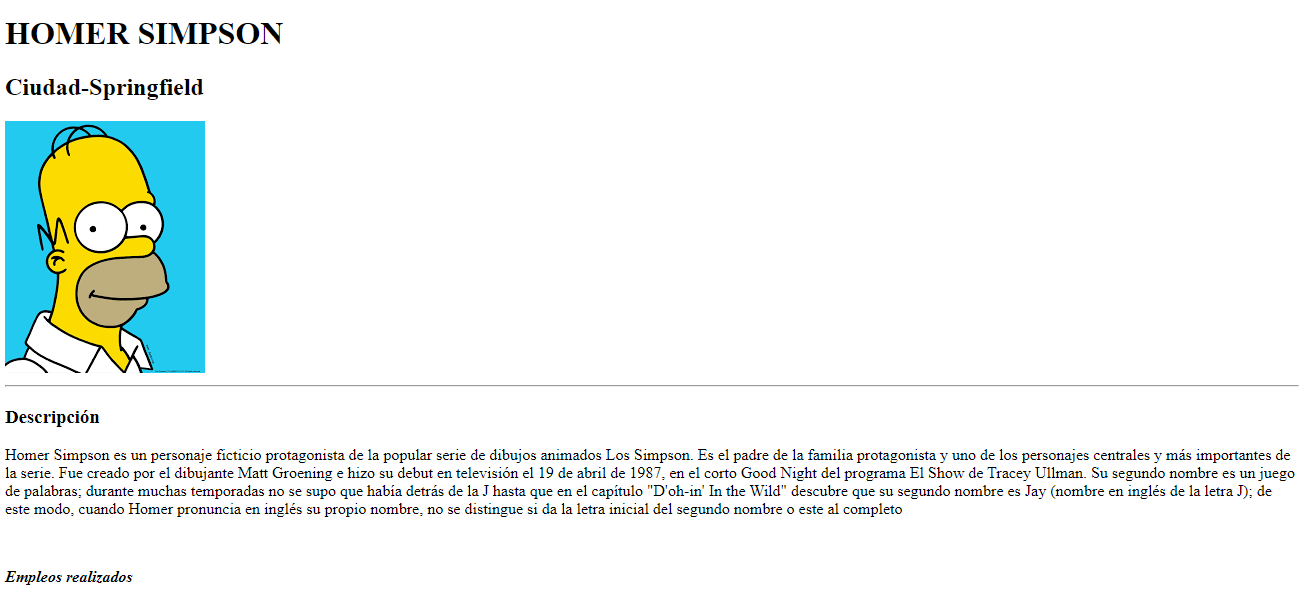 HOMER SIMPSON
Ciudad-Springfield
Descripción
Homer Simpson es un personaje ficticio protagonista de la popular serie de dibujos animados Los Simpson. Es el padre de la familia protagonista y uno de los personajes centrales y más importantes de
la serie. Fue creado por el dibujante Matt Groening e hizo su debut en televisión el 19 de abril de 1987, en el corto Good Night del programa El Show de Tracey Ullman. Su segundo nombre es un juego
de palabras; durante muchas temporadas no se supo que había detrás de la J hasta que en el capítulo "D'oh-in' In the Wild" descubre que su segundo nombre es Jay (nombre en inglés de la letra J); de
este modo, cuando Homer pronuncia en inglés su propio nombre, no se distingue si da la letra inicial del segundo nombre o este al completo
Empleos realizados